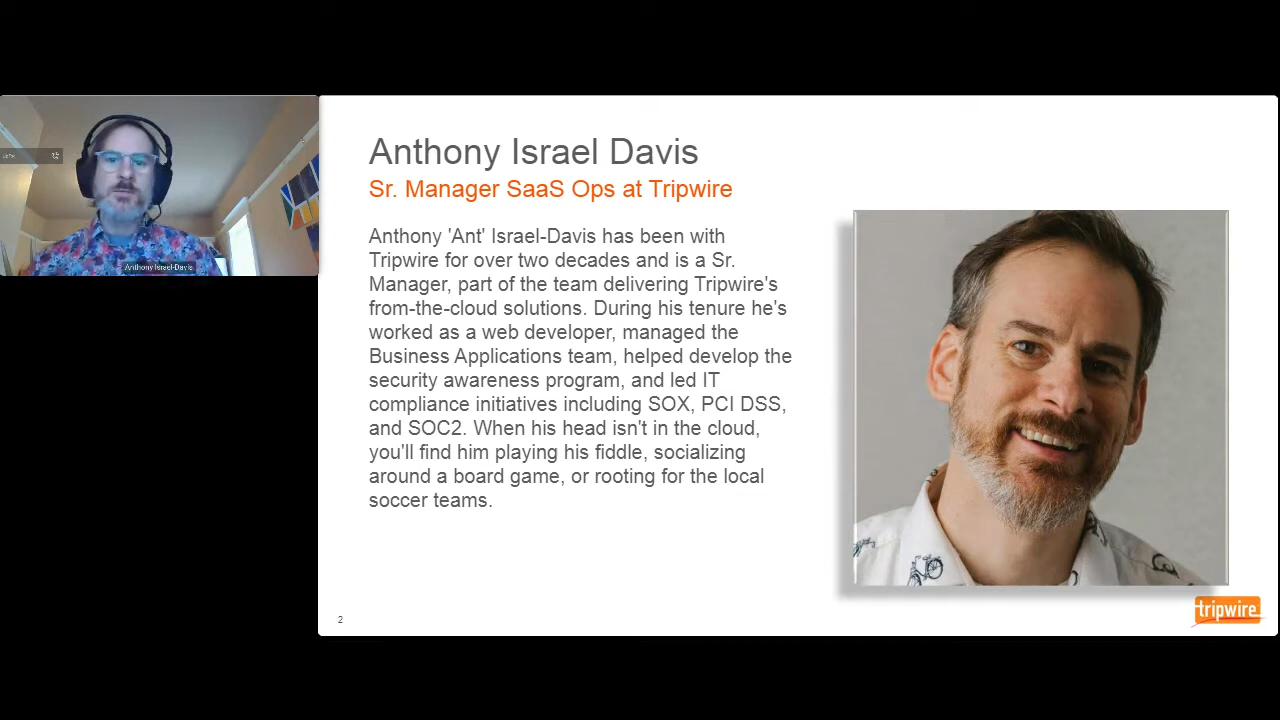 Anthony Israel-Davis
Anthony Israel Davis
Sr. Manager SaaS Ops at Tripwire
Anthony 'Ant' Israel-Davis has been with
Tripwire for over two decades and is a Sr.
Manager, part of the team delivering Tripwire's
from-the-cloud solutions. During his tenure he's
worked as a web developer, managed the
Business Applications team, helped develop the
security awareness program, and led IT
compliance initiatives including SOX, PCI DSS,
and SOC2. When his head isn't in the cloud,
you'll find him playing his fiddle, socializing
around a board game, or rooting for the local
soccer teams.
2
tripwire